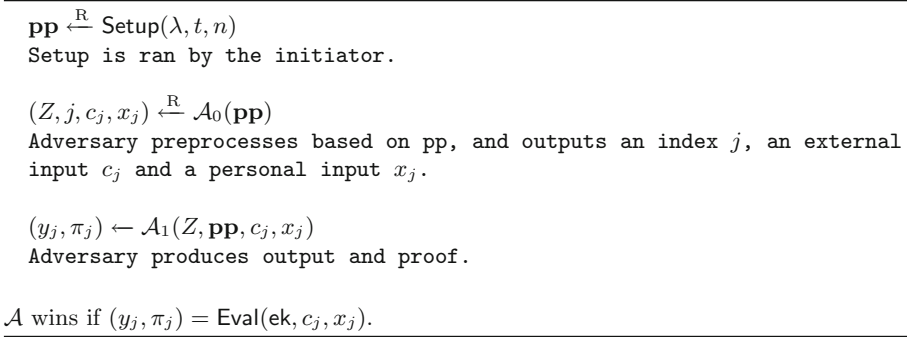 𝐩𝐩 ←R Setup(λ, t, n)
Setup is ran by the initiator.
(Z, j, c_j, x_j) ←R 𝒜_0(𝐩𝐩)
Adversary preprocesses based on pp, and outputs an index j, an external
input c_j and a personal input x_j.
(y_j, π_j) ← 𝒜_1(Z, 𝐩𝐩, c_j, x_j)
Adversary produces output and proof.
𝒜 wins if (y_j, π_j) = Eval(ek, c_j, x_j).